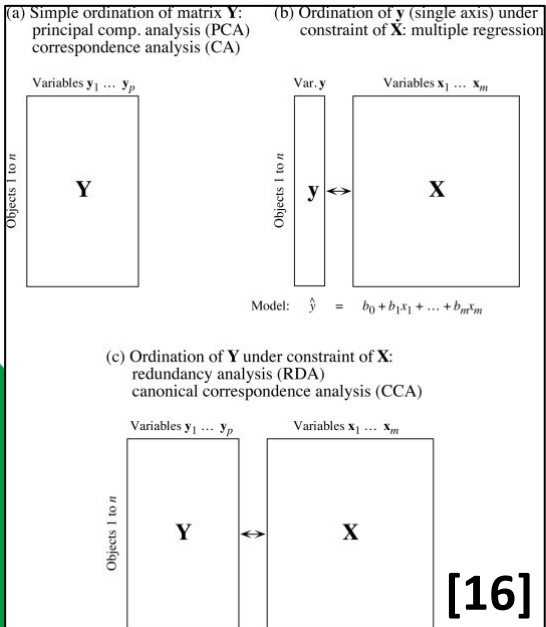 (a) Simple ordination of matrix Y:
principal comp. analysis (PCA)
correspondence analysis (CA)
Variables y1 ... yp
Objects 1 to n
Y
(b) Ordination of y (single axis) under
constraint of X: multiple regression
Var. y
Variables x1 ... xm
Objects 1 to n
y
X
Model: ŷ = b0 + b1x1 + ... + bmxm
(c) Ordination of Y under constraint of X:
redundancy analysis (RDA)
canonical correspondence analysis (CCA)
Variables y1 ... yp
Variables x1 ... xm
Objects 1 to n
Y
X
[16]